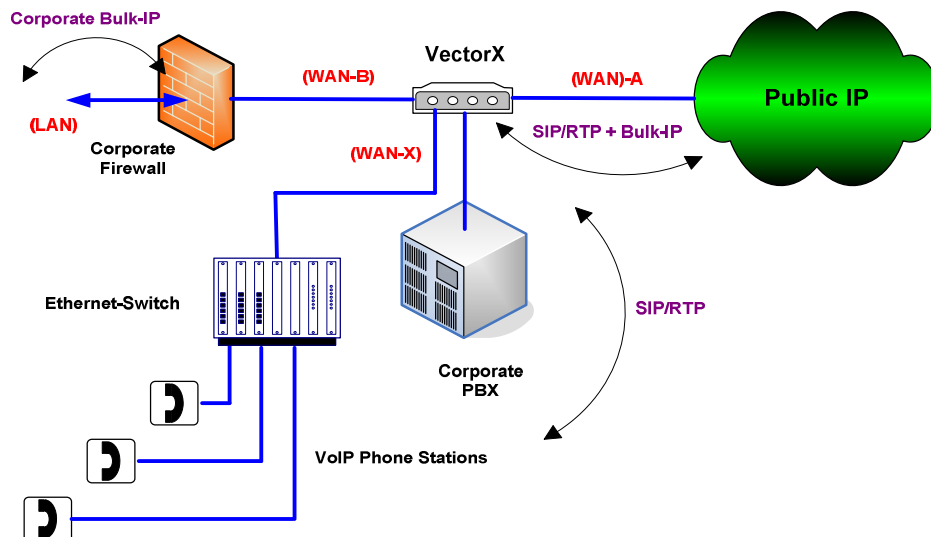 Corporate Bulk-IP
VectorX
(WAN-B)
(WAN)-A
Public IP
(LAN)
Corporate
Firewall
(WAN-X)
SIP/RTP + Bulk-IP
Ethernet-Switch
SIP/RTP
Corporate
PBX
VoIP Phone Stations